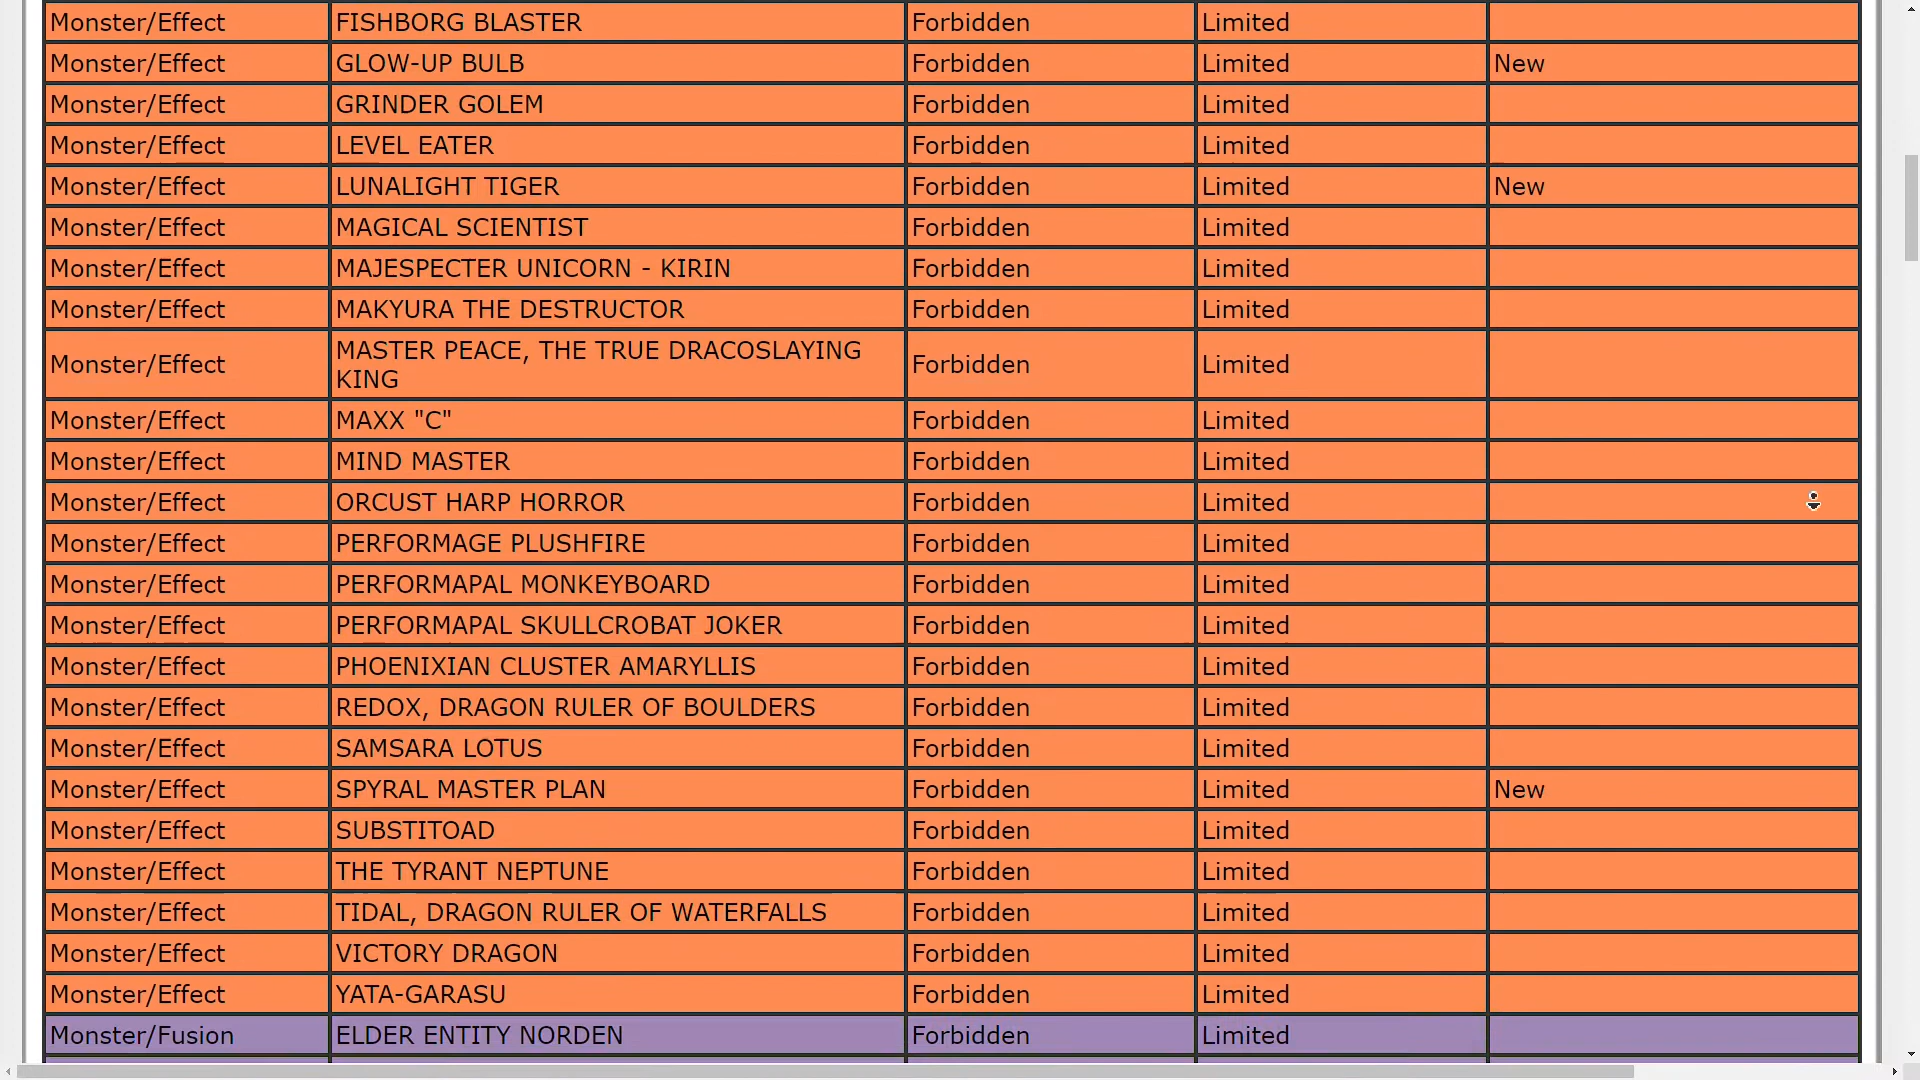 Monster/Effect FISHBORG BLASTER Forbidden Limited
Monster/Effect GLOW-UP BULB Forbidden Limited New
Monster/Effect GRINDER GOLEM Forbidden Limited
Monster/Effect LEVEL EATER Forbidden Limited
Monster/Effect LUNALIGHT TIGER Forbidden Limited New
Monster/Effect MAGICAL SCIENTIST Forbidden Limited
Monster/Effect MAJESPECTER UNICORN - KIRIN Forbidden Limited
Monster/Effect MAKYURA THE DESTRUCTOR Forbidden Limited
Monster/Effect MASTER PEACE, THE TRUE DRACOSLAYING
KING Forbidden Limited
Monster/Effect MAXX "C" Forbidden Limited
Monster/Effect MIND MASTER Forbidden Limited
Monster/Effect ORCUST HARP HORROR Forbidden Limited
Monster/Effect PERFORMAGE PLUSHFIRE Forbidden Limited
Monster/Effect PERFORMAPAL MONKEYBOARD Forbidden Limited
Monster/Effect PERFORMAPAL SKULLCROBAT JOKER Forbidden Limited
Monster/Effect PHOENIXIAN CLUSTER AMARYLLIS Forbidden Limited
Monster/Effect REDOX, DRAGON RULER OF BOULDERS Forbidden Limited
Monster/Effect SAMSARA LOTUS Forbidden Limited
Monster/Effect SPYRAL MASTER PLAN Forbidden Limited New
Monster/Effect SUBSTITOAD Forbidden Limited
Monster/Effect THE TYRANT NEPTUNE Forbidden Limited
Monster/Effect TIDAL, DRAGON RULER OF WATERFALLS Forbidden Limited
Monster/Effect VICTORY DRAGON Forbidden Limited
Monster/Effect YATA-GARASU Forbidden Limited
Monster/Fusion ELDER ENTITY NORDEN Forbidden Limited